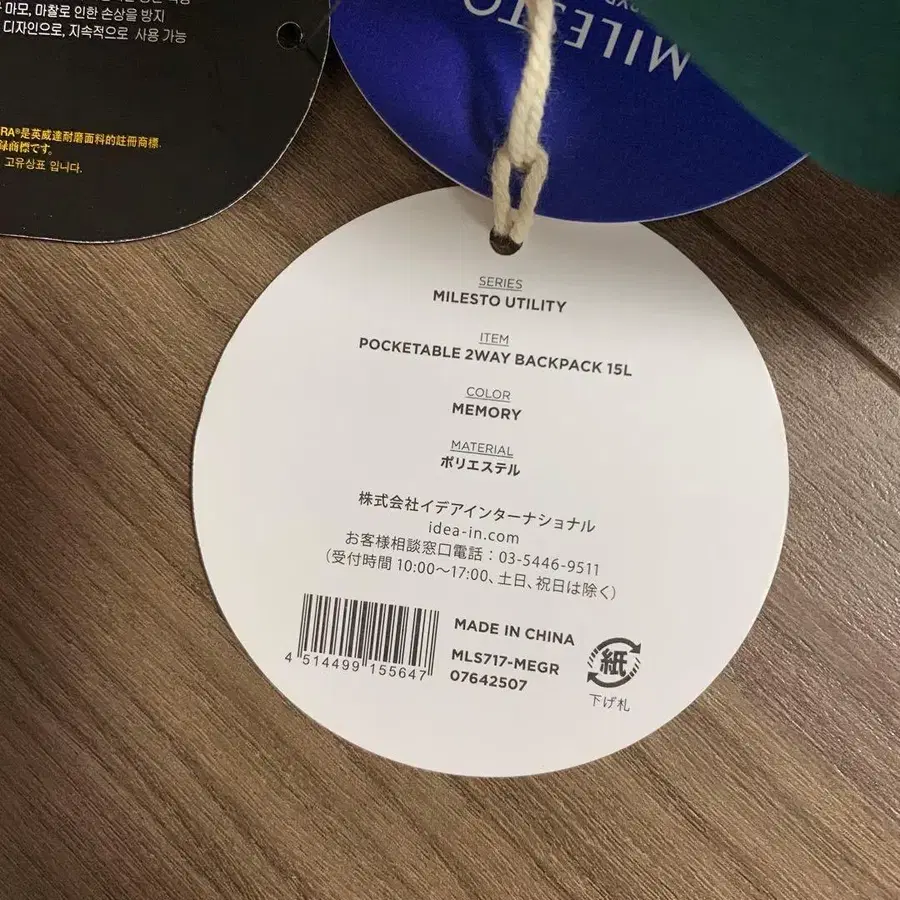 마모, 마찰로 인한 손상을 방지
디자인으로, 지속적으로 사용 가능
RA®是英威達耐磨面料的註冊商標.
録商標です。
고유상표 입니다.
MILESTO
SERIES
MILESTO UTILITY
ITEM
POCKETABLE 2WAY BACKPACK 15L
COLOR
MEMORY
MATERIAL
ポリエステル
株式会社イデアインターナショナル
idea-in.com
お客様相談窓口電話：03-5446-9511
（受付時間 10:00〜17:00、土日、祝日は除く）
4 514499 155647
MADE IN CHINA
MLS717-MEGR
07642507
紙
下げ札